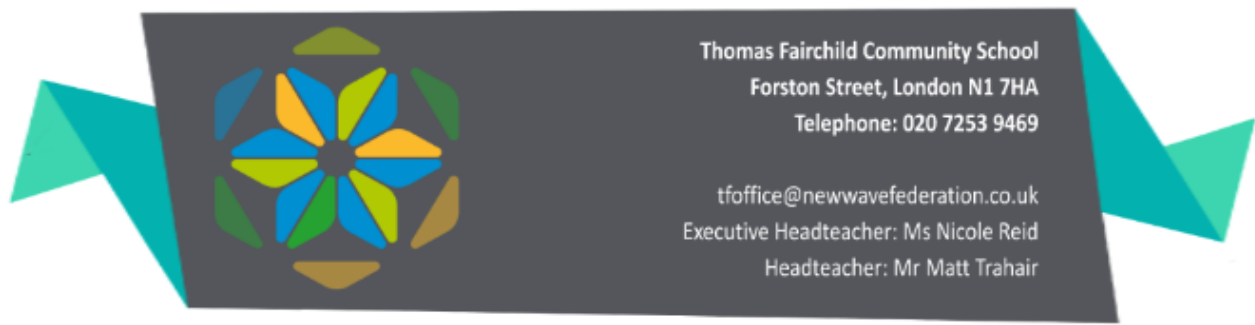 Thomas Fairchild Community School
Forston Street, London N1 7HA
Telephone: 020 7253 9469
tfoffice@newwavefederation.co.uk
Executive Headteacher: Ms Nicole Reid
Headteacher: Mr Matt Trahair